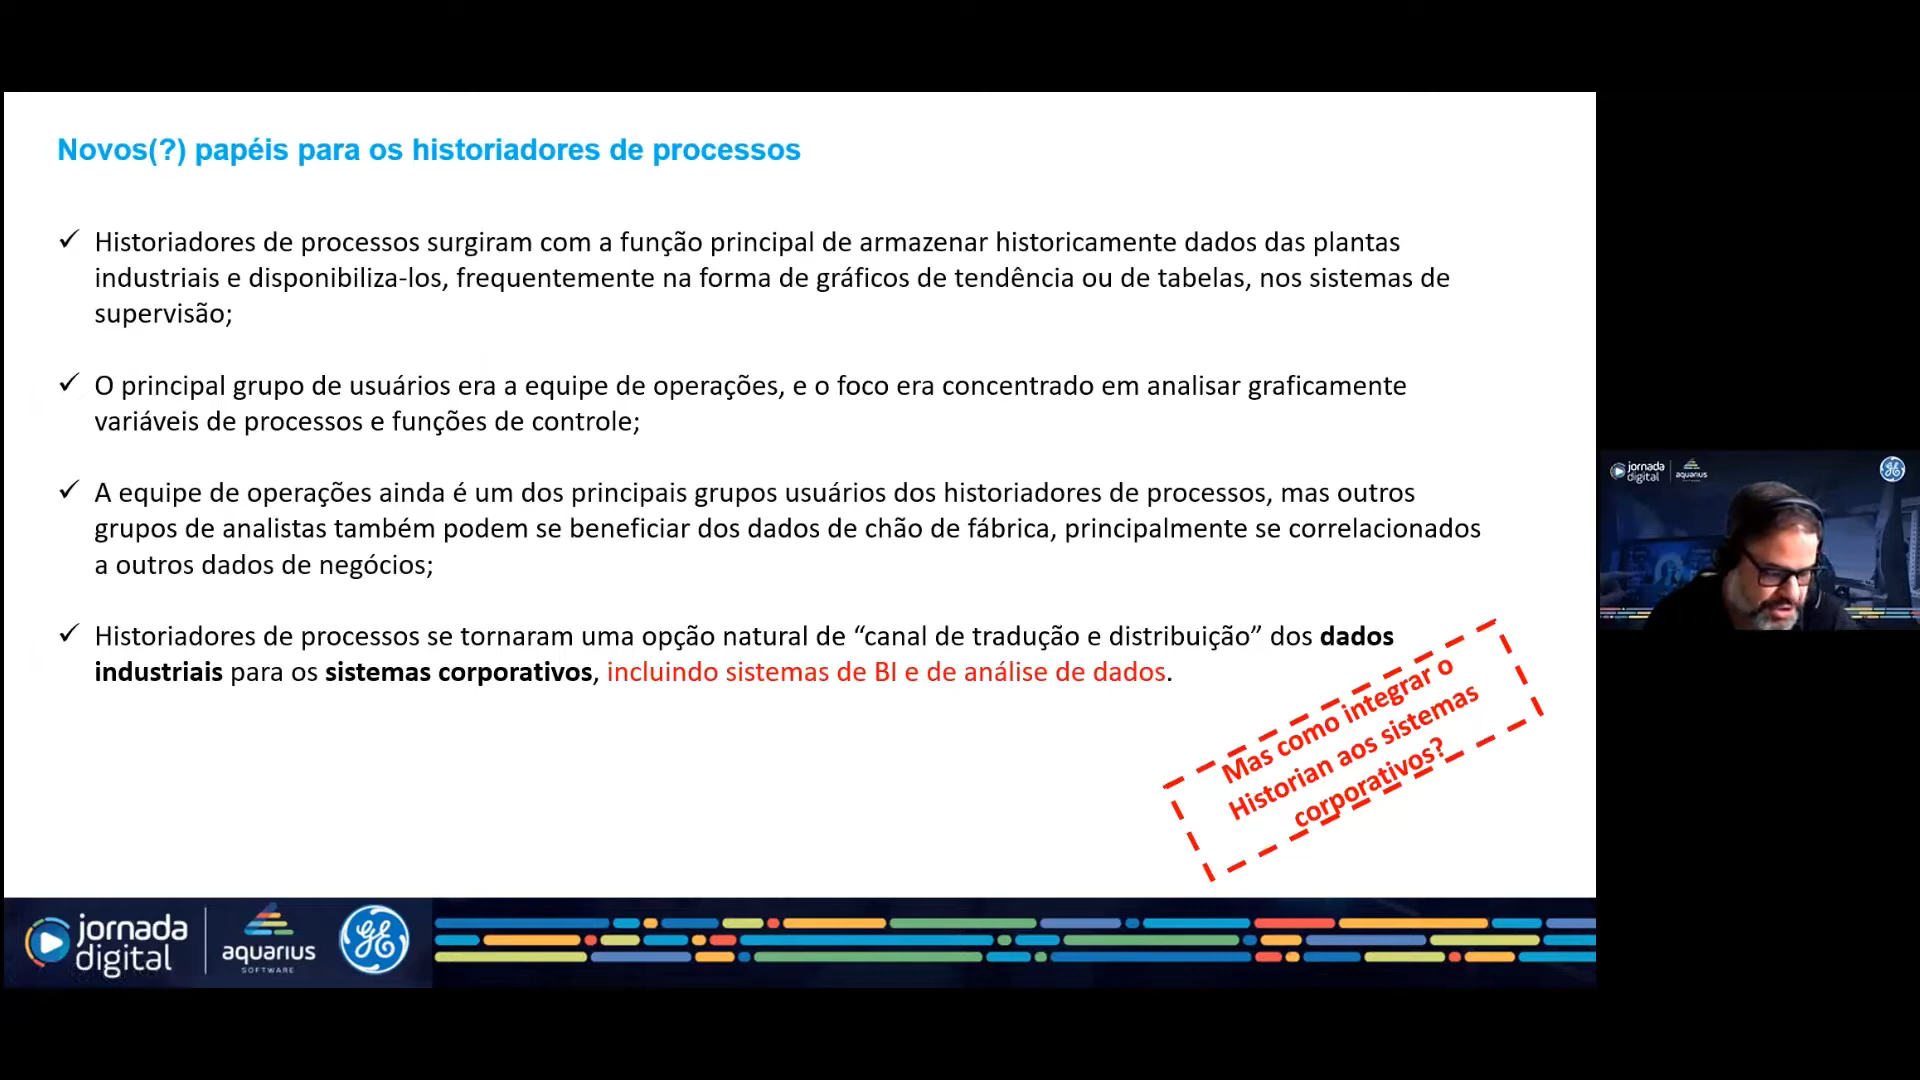 Novos(?) papéis para os historiadores de processos
✓ Historiadores de processos surgiram com a função principal de armazenar historicamente dados das plantas
industriais e disponibiliza-los, frequentemente na forma de gráficos de tendência ou de tabelas, nos sistemas de
supervisão;
✓ O principal grupo de usuários era a equipe de operações, e o foco era concentrado em analisar graficamente
variáveis de processos e funções de controle;
✓ A equipe de operações ainda é um dos principais grupos usuários dos historiadores de processos, mas outros
grupos de analistas também podem se beneficiar dos dados de chão de fábrica, principalmente se correlacionados
a outros dados de negócios;
✓ Historiadores de processos se tornaram uma opção natural de “canal de tradução e distribuição” dos dados
industriais para os sistemas corporativos, incluindo sistemas de BI e de análise de dados.
Mas como integrar o
Historian aos sistemas
corporativos?
jornada
digital
aquarius
SOFTWARE
GE
jornada
digital
aquarius
GE